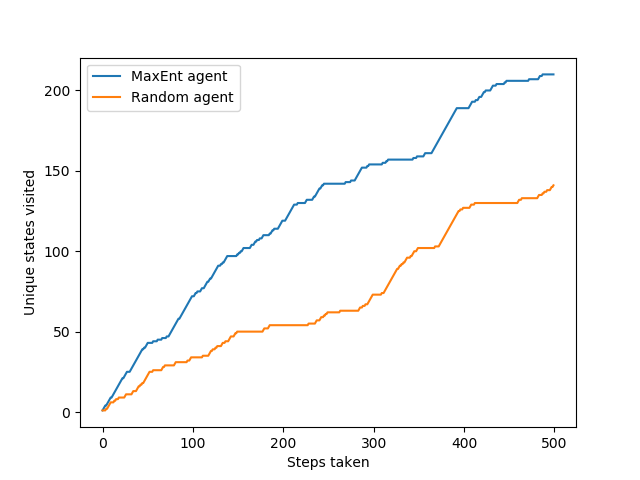 MaxEnt agent
Random agent
200
150
100
50
0
Unique states visited
0 100 200 300 400 500
Steps taken